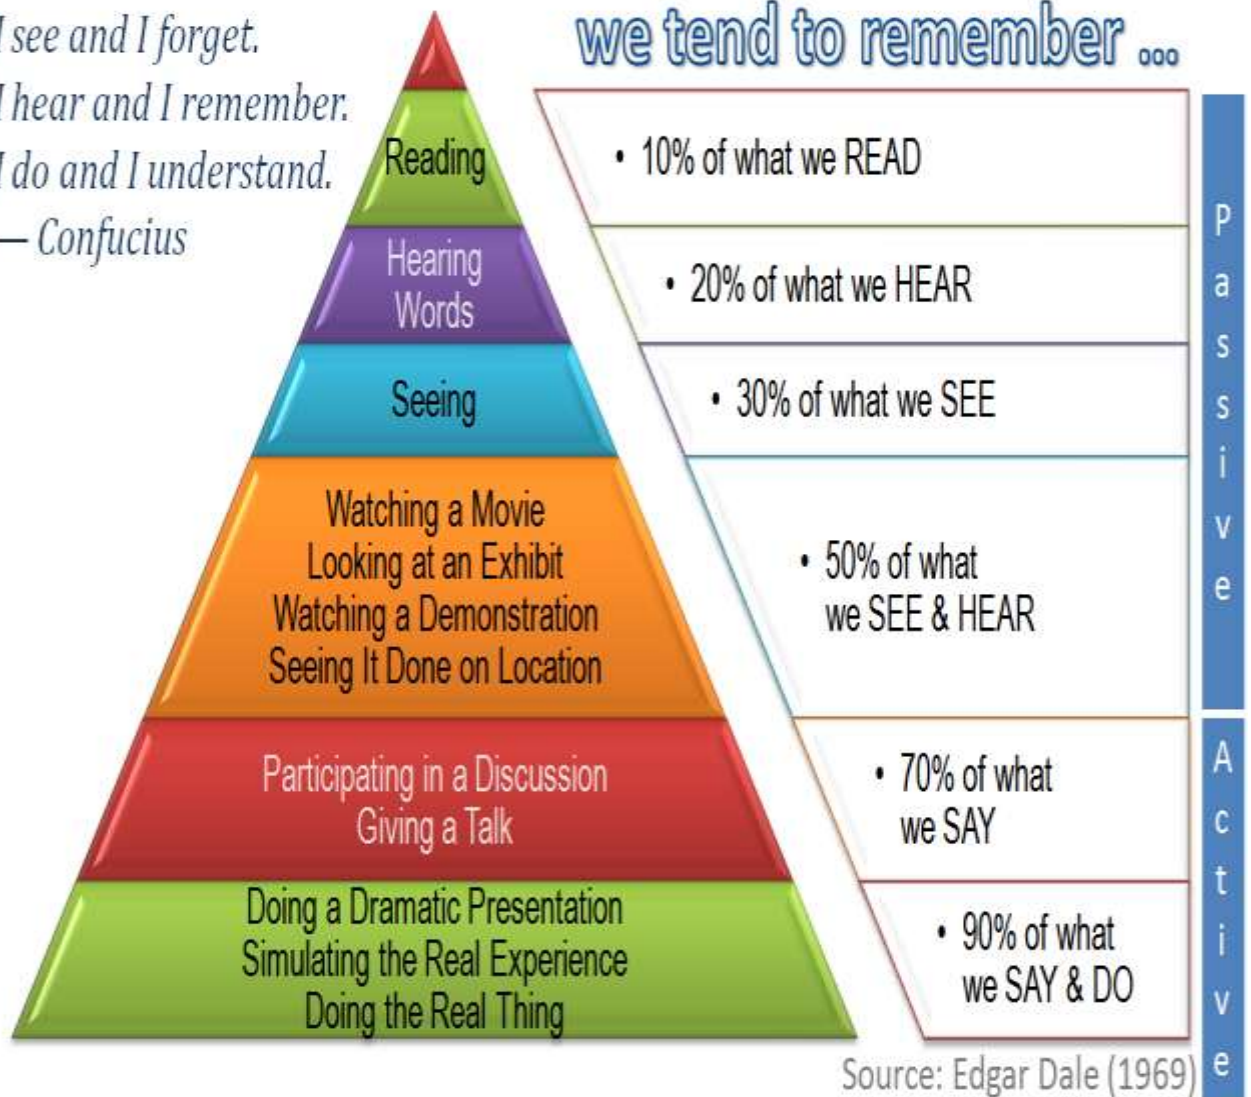 I see and I forget.
I hear and I remember.
I do and I understand.
— Confucius
we tend to remember ...
Reading
• 10% of what we READ
Hearing
Words
• 20% of what we HEAR
Seeing
• 30% of what we SEE
Watching a Movie
Looking at an Exhibit
Watching a Demonstration
Seeing It Done on Location
• 50% of what
we SEE & HEAR
Participating in a Discussion
Giving a Talk
• 70% of what
we SAY
Doing a Dramatic Presentation
Simulating the Real Experience
Doing the Real Thing
• 90% of what
we SAY & DO
Passive
Active
Source: Edgar Dale (1969)